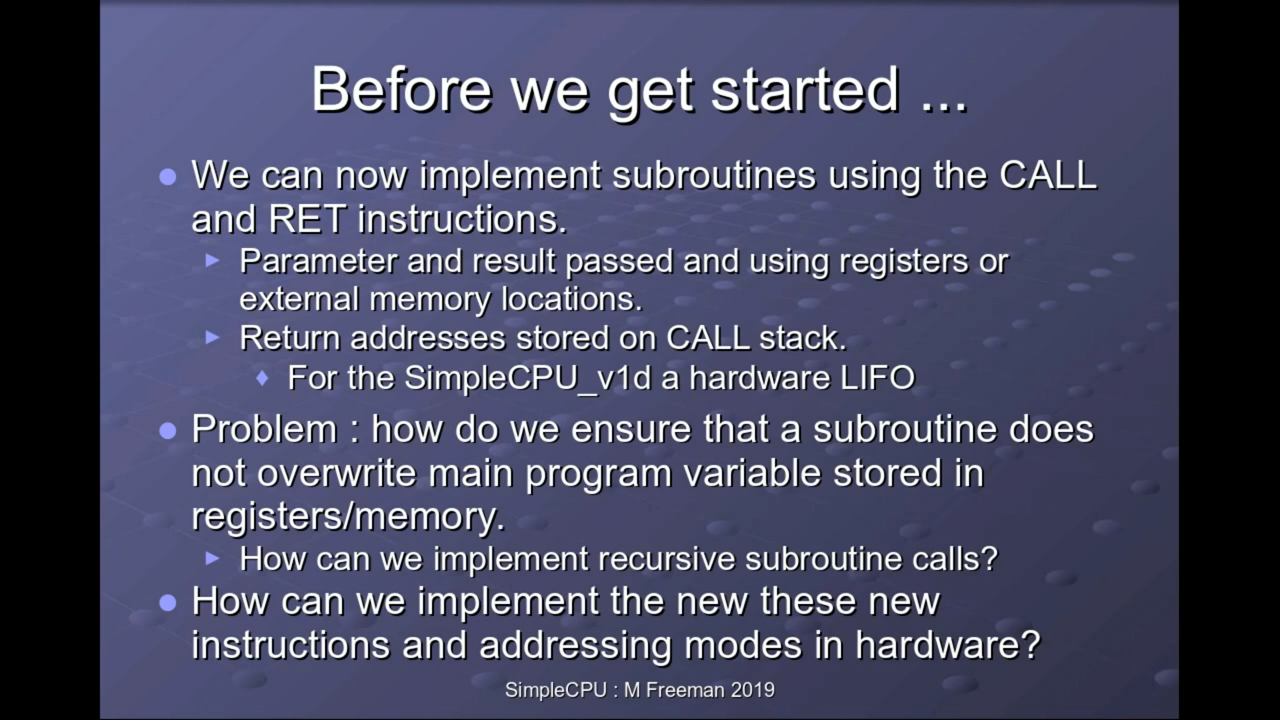 Before we get started ...
We can now implement subroutines using the CALL
and RET instructions.
Parameter and result passed and using registers or
external memory locations.
Return addresses stored on CALL stack.
For the SimpleCPU_v1d a hardware LIFO
Problem : how do we ensure that a subroutine does
not overwrite main program variable stored in
registers/memory.
How can we implement recursive subroutine calls?
How can we implement the new these new
instructions and addressing modes in hardware?
SimpleCPU : M Freeman 2019